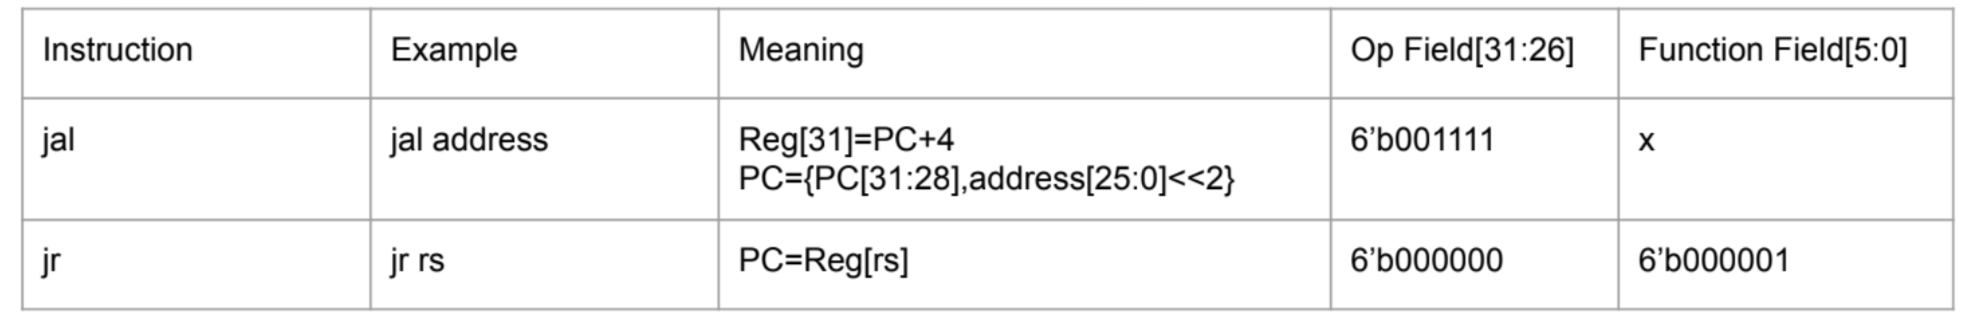 Instruction Example Meaning Op Field[31:26] Function Field[5:0]
jal jal address Reg[31]=PC+4 6’b001111 x
PC={PC[31:28],address[25:0]<<2}
jr jr rs PC=Reg[rs] 6’b000000 6’b000001